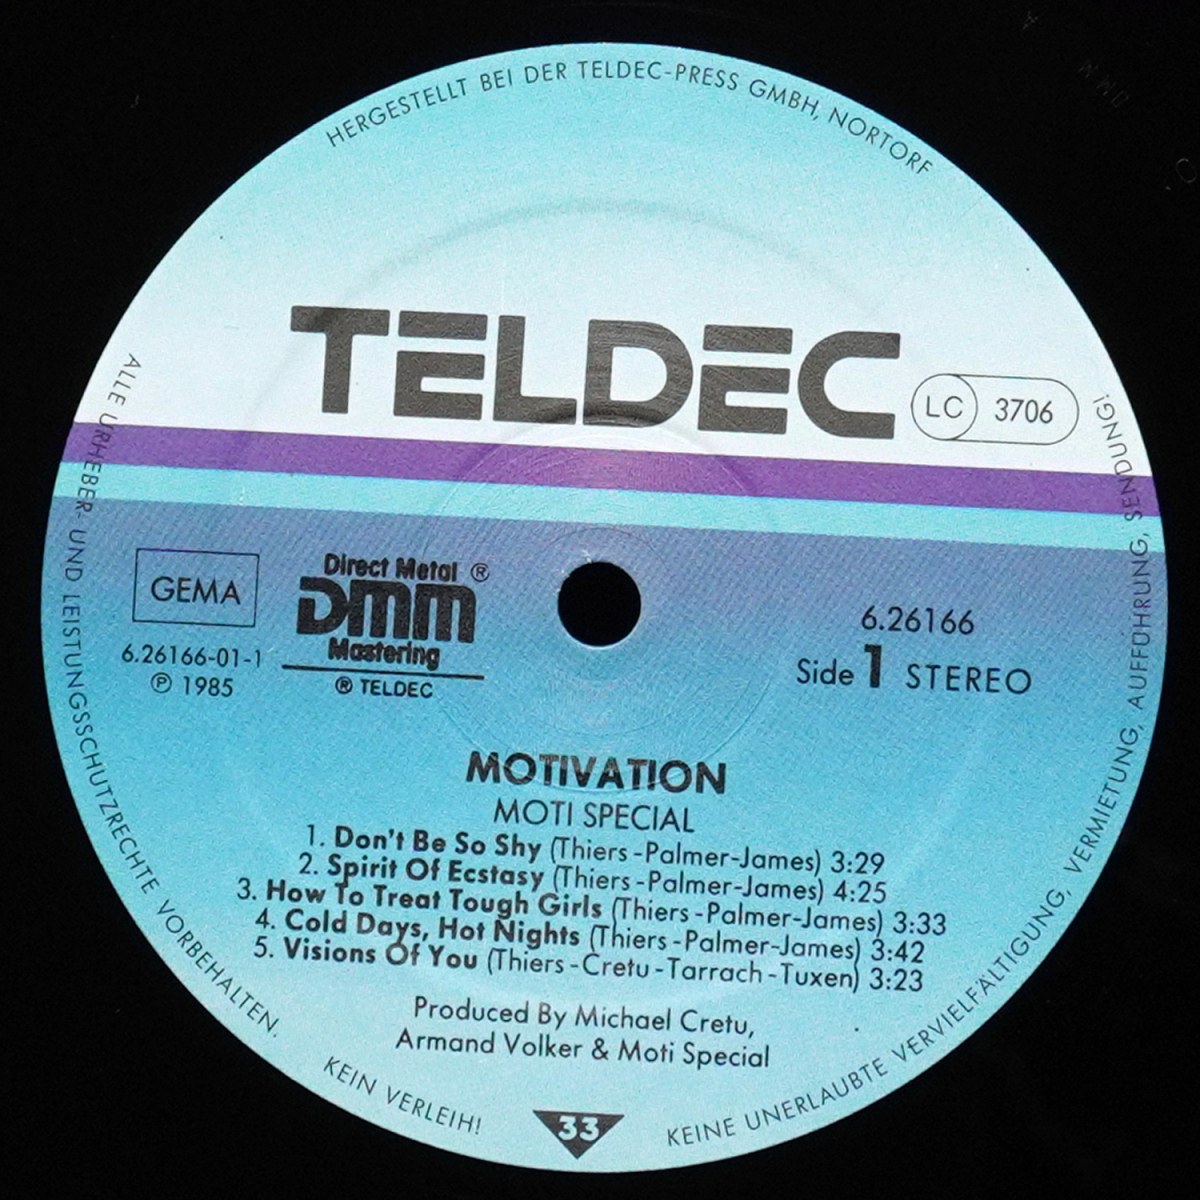 HERGESTELLT BEI DER TELDEC-PRESS GMBH, NORTORF
TELDEC
LC 3706
ALLE URHEBER- UND LEISTUNGSSCHUTZRECHTE VORBEHALTEN.
KEIN VERLEIH!
KEINE UNERLAUBTE VERVIELFÄLTIGUNG, VERMIETUNG, AUFFÜHRUNG, SENDUNG!
GEMA
6.26166-01-1
℗ 1985
Direct Metal ®
DMM
Mastering
® TELDEC
6.26166
Side 1 STEREO
MOTIVATION
MOTI SPECIAL
1. Don't Be So Shy (Thiers-Palmer-James) 3:29
2. Spirit Of Ecstasy (Thiers-Palmer-James) 4:25
3. How To Treat Tough Girls (Thiers-Palmer-James) 3:33
4. Cold Days, Hot Nights (Thiers-Palmer-James) 3:42
5. Visions Of You (Thiers-Cretu-Tarrach-Tuxen) 3:23
Produced By Michael Cretu,
Armand Volker & Moti Special
33